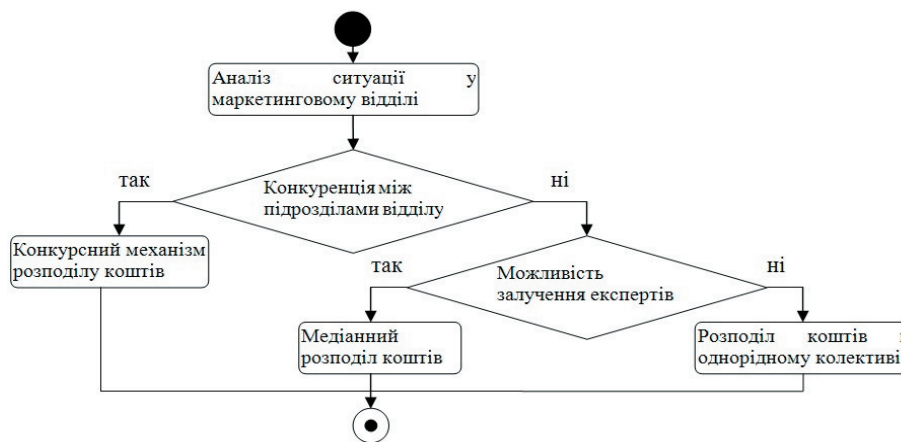 Аналіз ситуації у
маркетинговому відділі
так
Конкуренція між
підрозділами відділу
ні
Конкурсний механізм
розподілу коштів
так
Можливість
залучення експертів
ні
Медіанний
розподіл коштів
Розподіл коштів
однорідному колективі